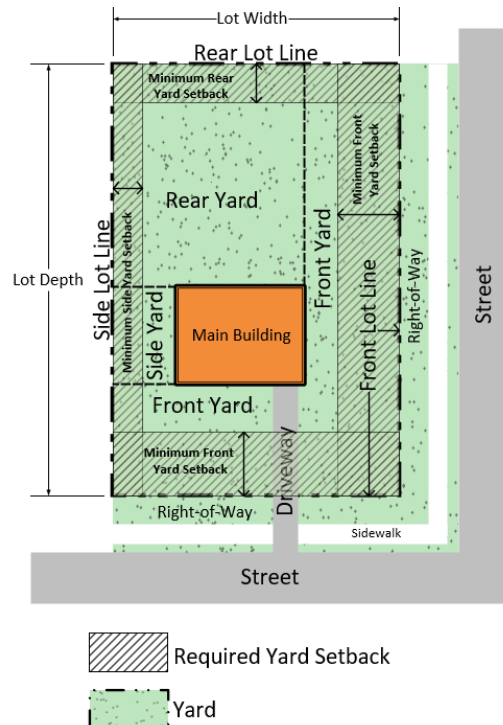 Lot Width
Rear Lot Line
Minimum Rear
Yard Setback
Minimum Front
Yard Setback
Rear Yard
Front Yard
Side Lot Line
Minimum Side Yard Setback
Lot Depth
Side Yard
Main Building
Front Lot Line
Right-of-Way
Street
Front Yard
Minimum Front
Yard Setback
Driveway
Right-of-Way
Sidewalk
Street
Required Yard Setback
Yard